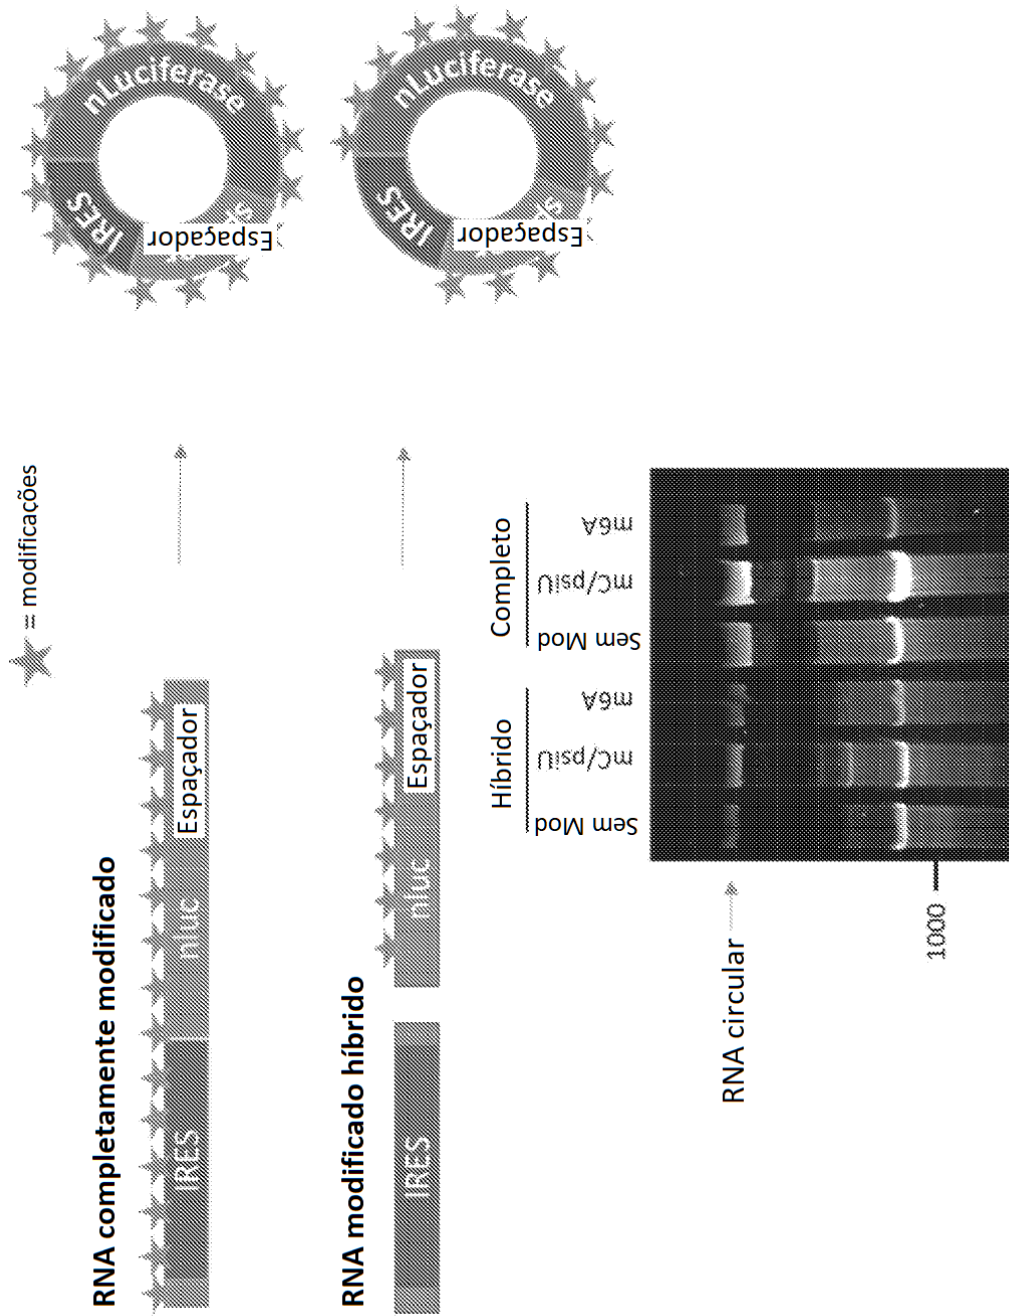 = modificações
RNA completamente modificado
IRES
nluc
Espaçador
IRES
nLuciferase
Espaçador
RNA modificado híbrido
IRES
nluc
Espaçador
IRES
nLuciferase
Espaçador
Híbrido
Completo
Sem Mod
mC/psiU
m6A
Sem Mod
mC/psiU
m6A
RNA circular
1000